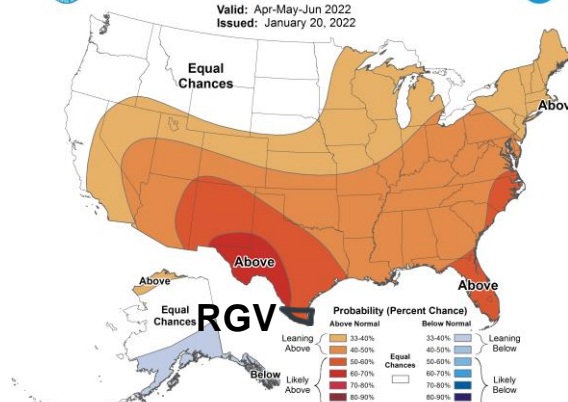 Valid: Apr-May-Jun 2022
Issued: January 20, 2022
Equal
Chances
Above
Above
Above
Above
Equal
Chances
RGV
Below
Probability (Percent Chance)
Above Normal
Below Normal
Leaning
Above
33-40%
40-50%
50-60%
Likely
Above
60-70%
70-80%
80-90%
Equal
Chances
33-40%
40-50%
50-60%
Leaning
Below
60-70%
70-80%
80-90%
Likely
Below